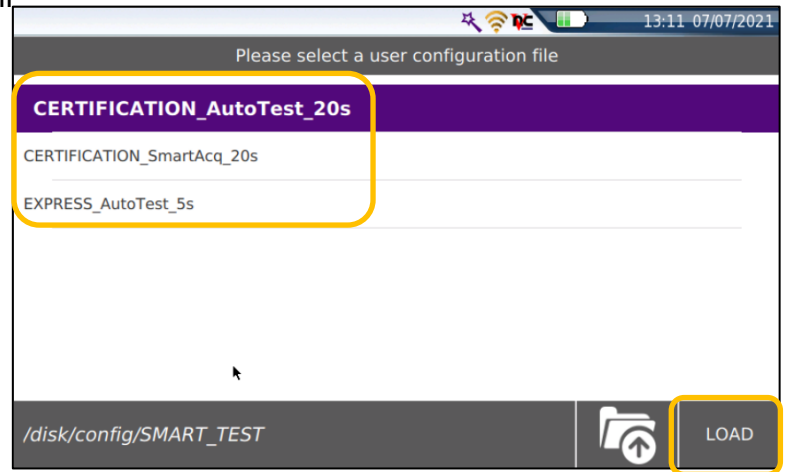 13:11 07/07/2021
Please select a user configuration file
CERTIFICATION_AutoTest_20s
CERTIFICATION_SmartAcq_20s
EXPRESS_AutoTest_5s
/disk/config/SMART_TEST
LOAD